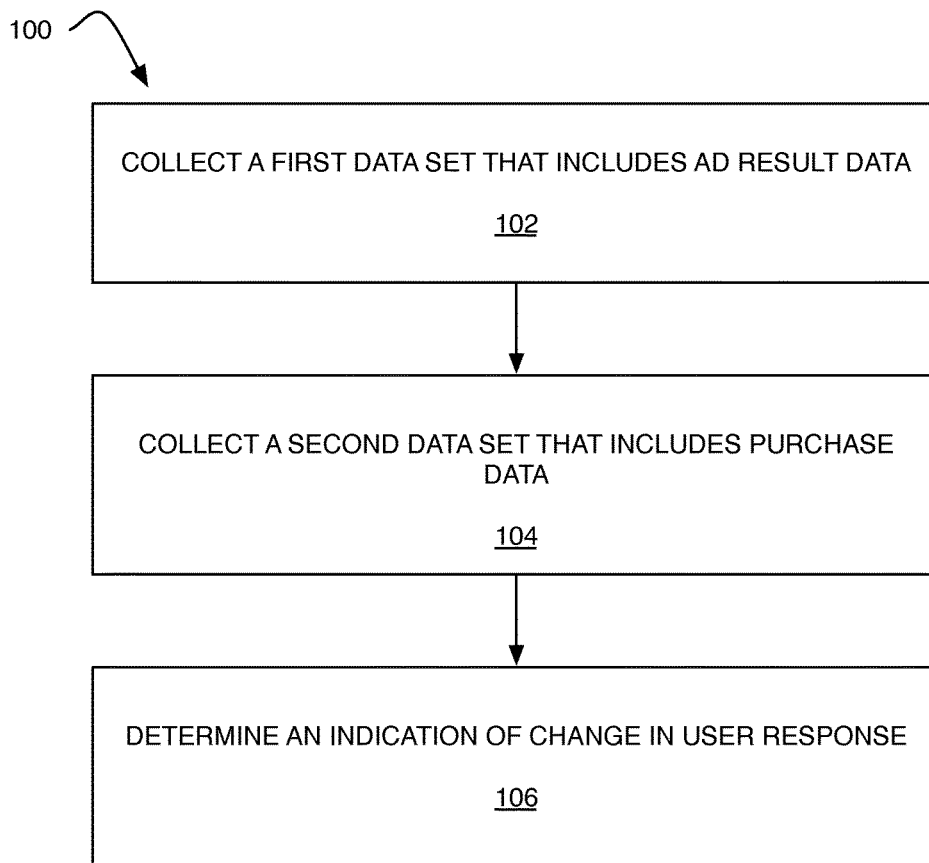 100
COLLECT A FIRST DATA SET THAT INCLUDES AD RESULT DATA
102
COLLECT A SECOND DATA SET THAT INCLUDES PURCHASE
DATA
104
DETERMINE AN INDICATION OF CHANGE IN USER RESPONSE
106